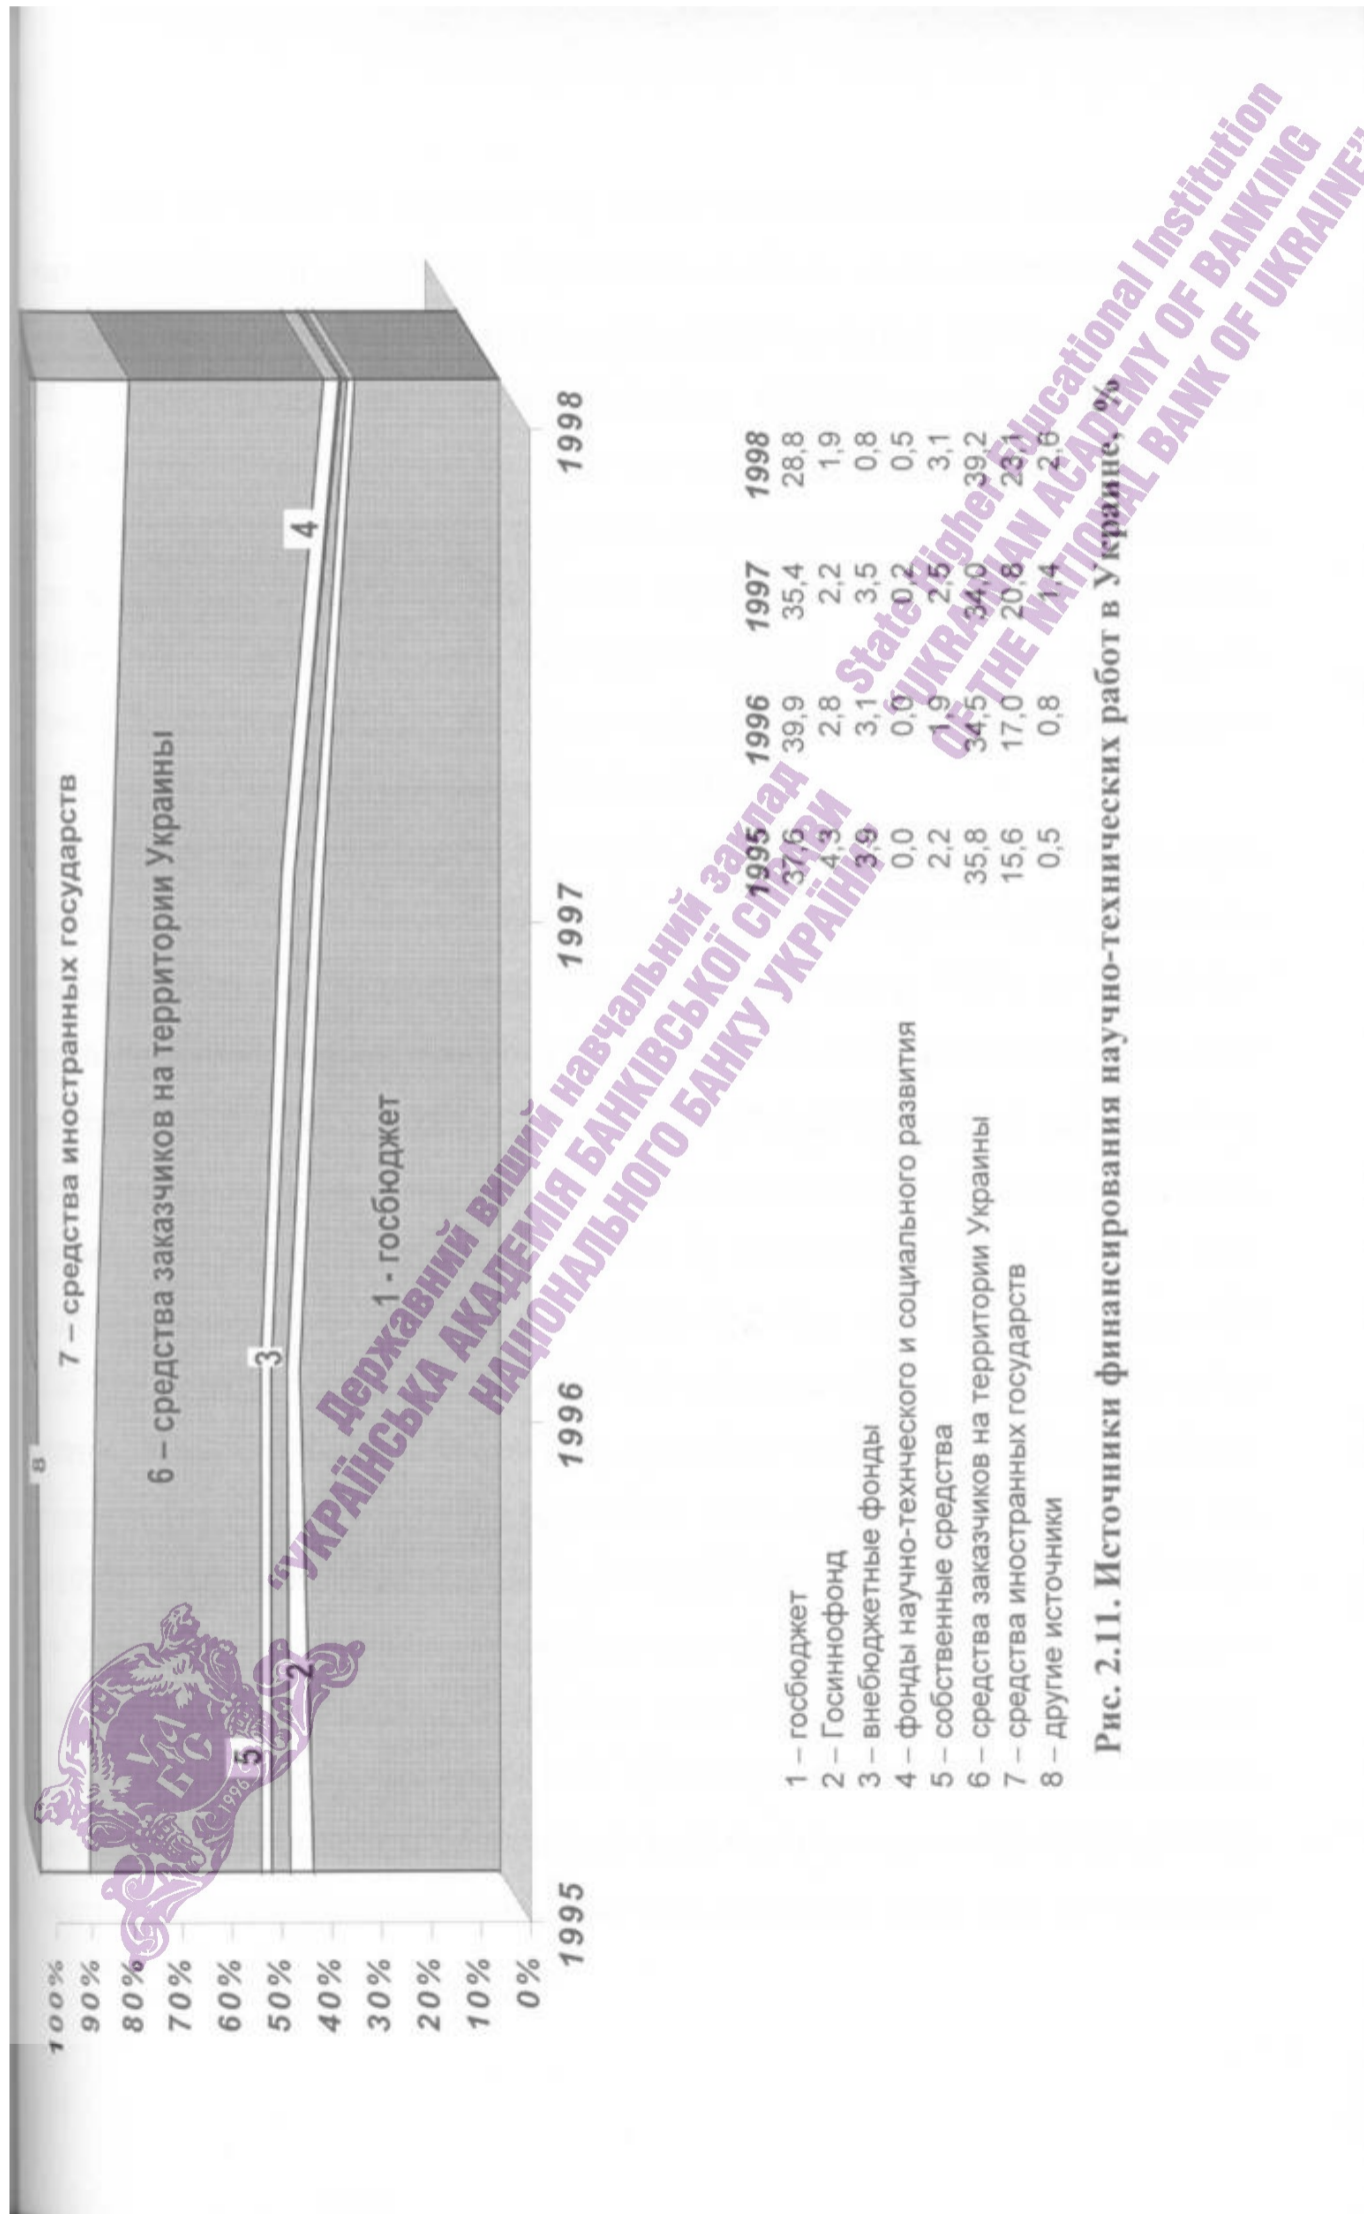 100%
90%
80%
70%
60%
50%
40%
30%
20%
10%
0%
8
7 – средства иностранных государств
6 – средства заказчиков на территории Украины
5
3
4
2
1 - госбюджет
1995 1996 1997 1998
1995 1996 1997 1998
1 – госбюджет 37,6 39,9 35,4 28,8
2 – Госиннофонд 4,3 2,8 2,2 1,9
3 – внебюджетные фонды 3,9 3,1 3,5 0,8
4 – фонды научно-технческого и социального развития 0,0 0,0 0,2 0,5
5 – собственные средства 2,2 1,9 2,5 3,1
6 – средства заказчиков на территории Украины 35,8 34,5 34,0 39,2
7 – средства иностранных государств 15,6 17,0 20,8 23,1
8 – другие источники 0,5 0,8 1,4 2,6
Рис. 2.11. Источники финансирования научно-технических работ в Украине, %
Державний вищий навчальний заклад
“УКРАЇНСЬКА АКАДЕМІЯ БАНКІВСЬКОЇ СПРАВИ
НАЦІОНАЛЬНОГО БАНКУ УКРАЇНИ”
State Higher Educational Institution
“UKRAINIAN ACADEMY OF BANKING
OF THE NATIONAL BANK OF UKRAINE”
УА
БС
1996